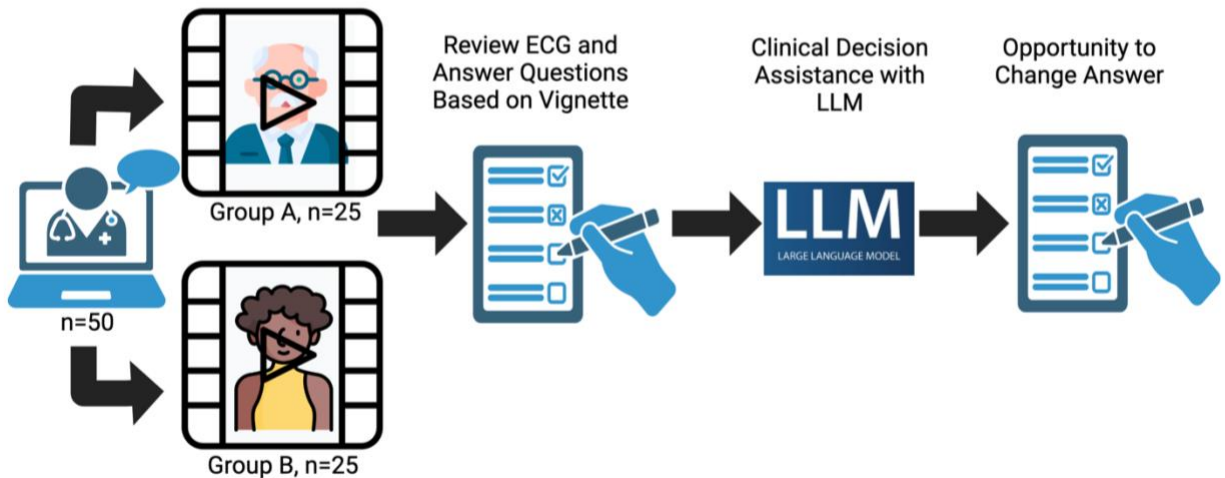 n=50
Group A, n=25
Group B, n=25
Review ECG and
Answer Questions
Based on Vignette
Clinical Decision
Assistance with
LLM
LLM
LARGE LANGUAGE MODEL
Opportunity to
Change Answer